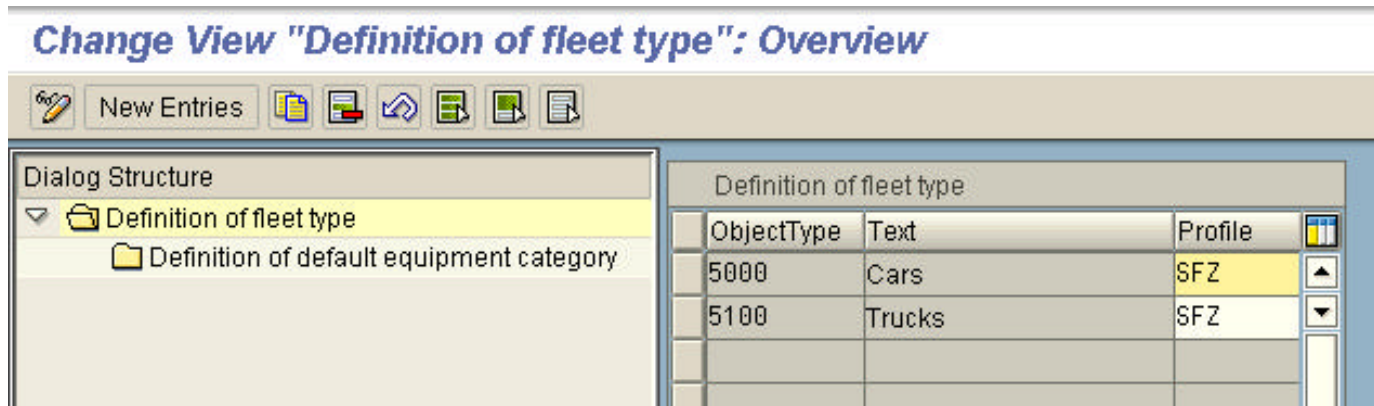 Change View "Definition of fleet type": Overview
New Entries
Dialog Structure
Definition of fleet type
Definition of default equipment category
Definition of fleet type
ObjectType Text Profile
5000 Cars SFZ
5100 Trucks SFZ